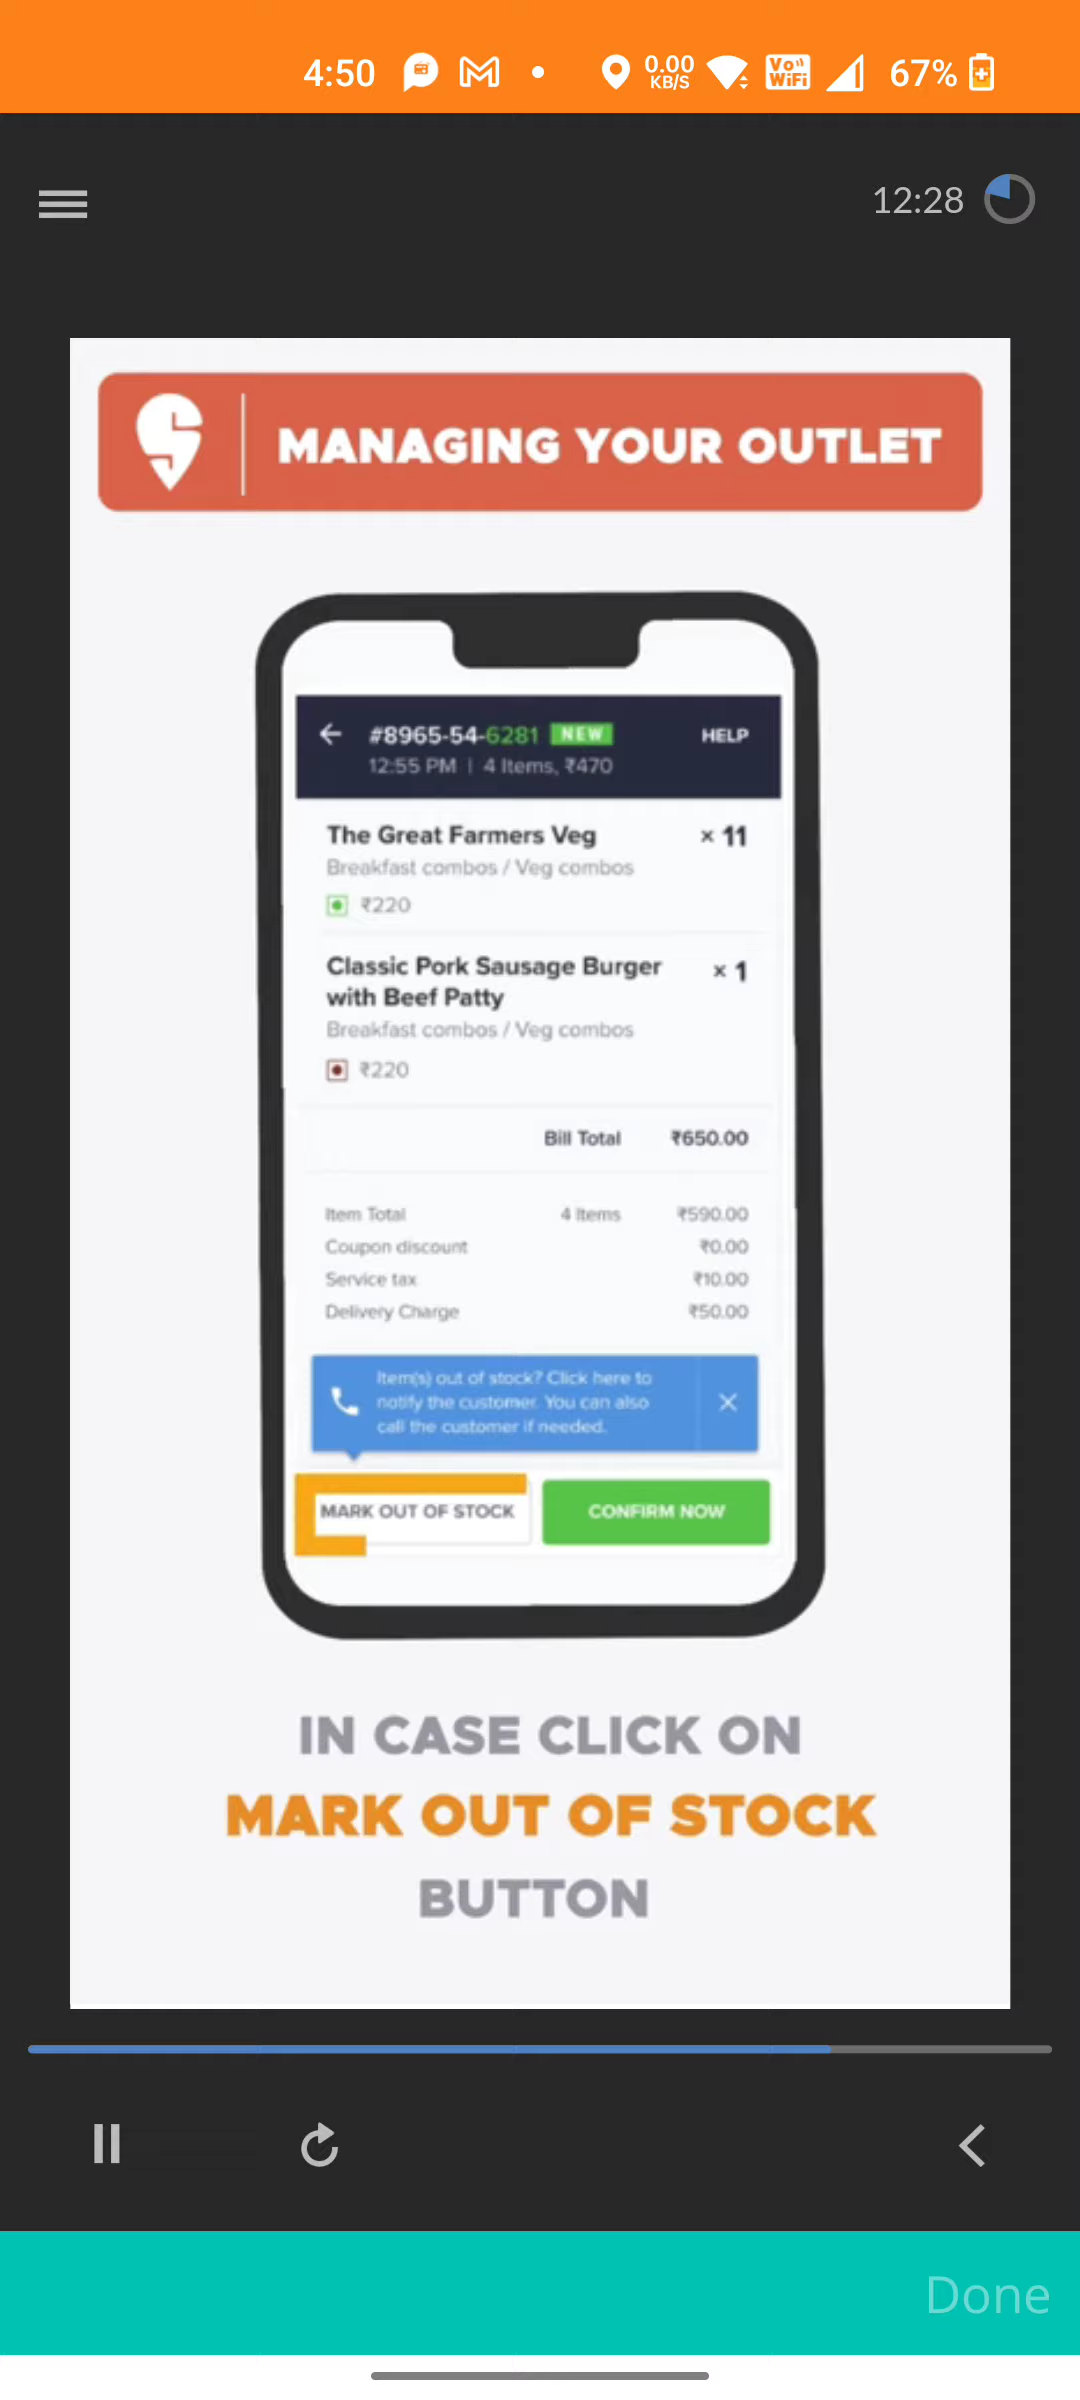 4:50 0.00 KB/S Vo WiFi 67%
12:28
MANAGING YOUR OUTLET
#8965-54-6281 NEW HELP
12:55 PM | 4 Items, ₹470
The Great Farmers Veg × 11
Breakfast combos / Veg combos
₹220
Classic Pork Sausage Burger × 1
with Beef Patty
Breakfast combos / Veg combos
₹220
Bill Total ₹650.00
Item Total 4 Items ₹590.00
Coupon discount ₹0.00
Service tax ₹10.00
Delivery Charge ₹50.00
Item(s) out of stock? Click here to
notify the customer. You can also
call the customer if needed.
MARK OUT OF STOCK CONFIRM NOW
IN CASE CLICK ON
MARK OUT OF STOCK
BUTTON
Done